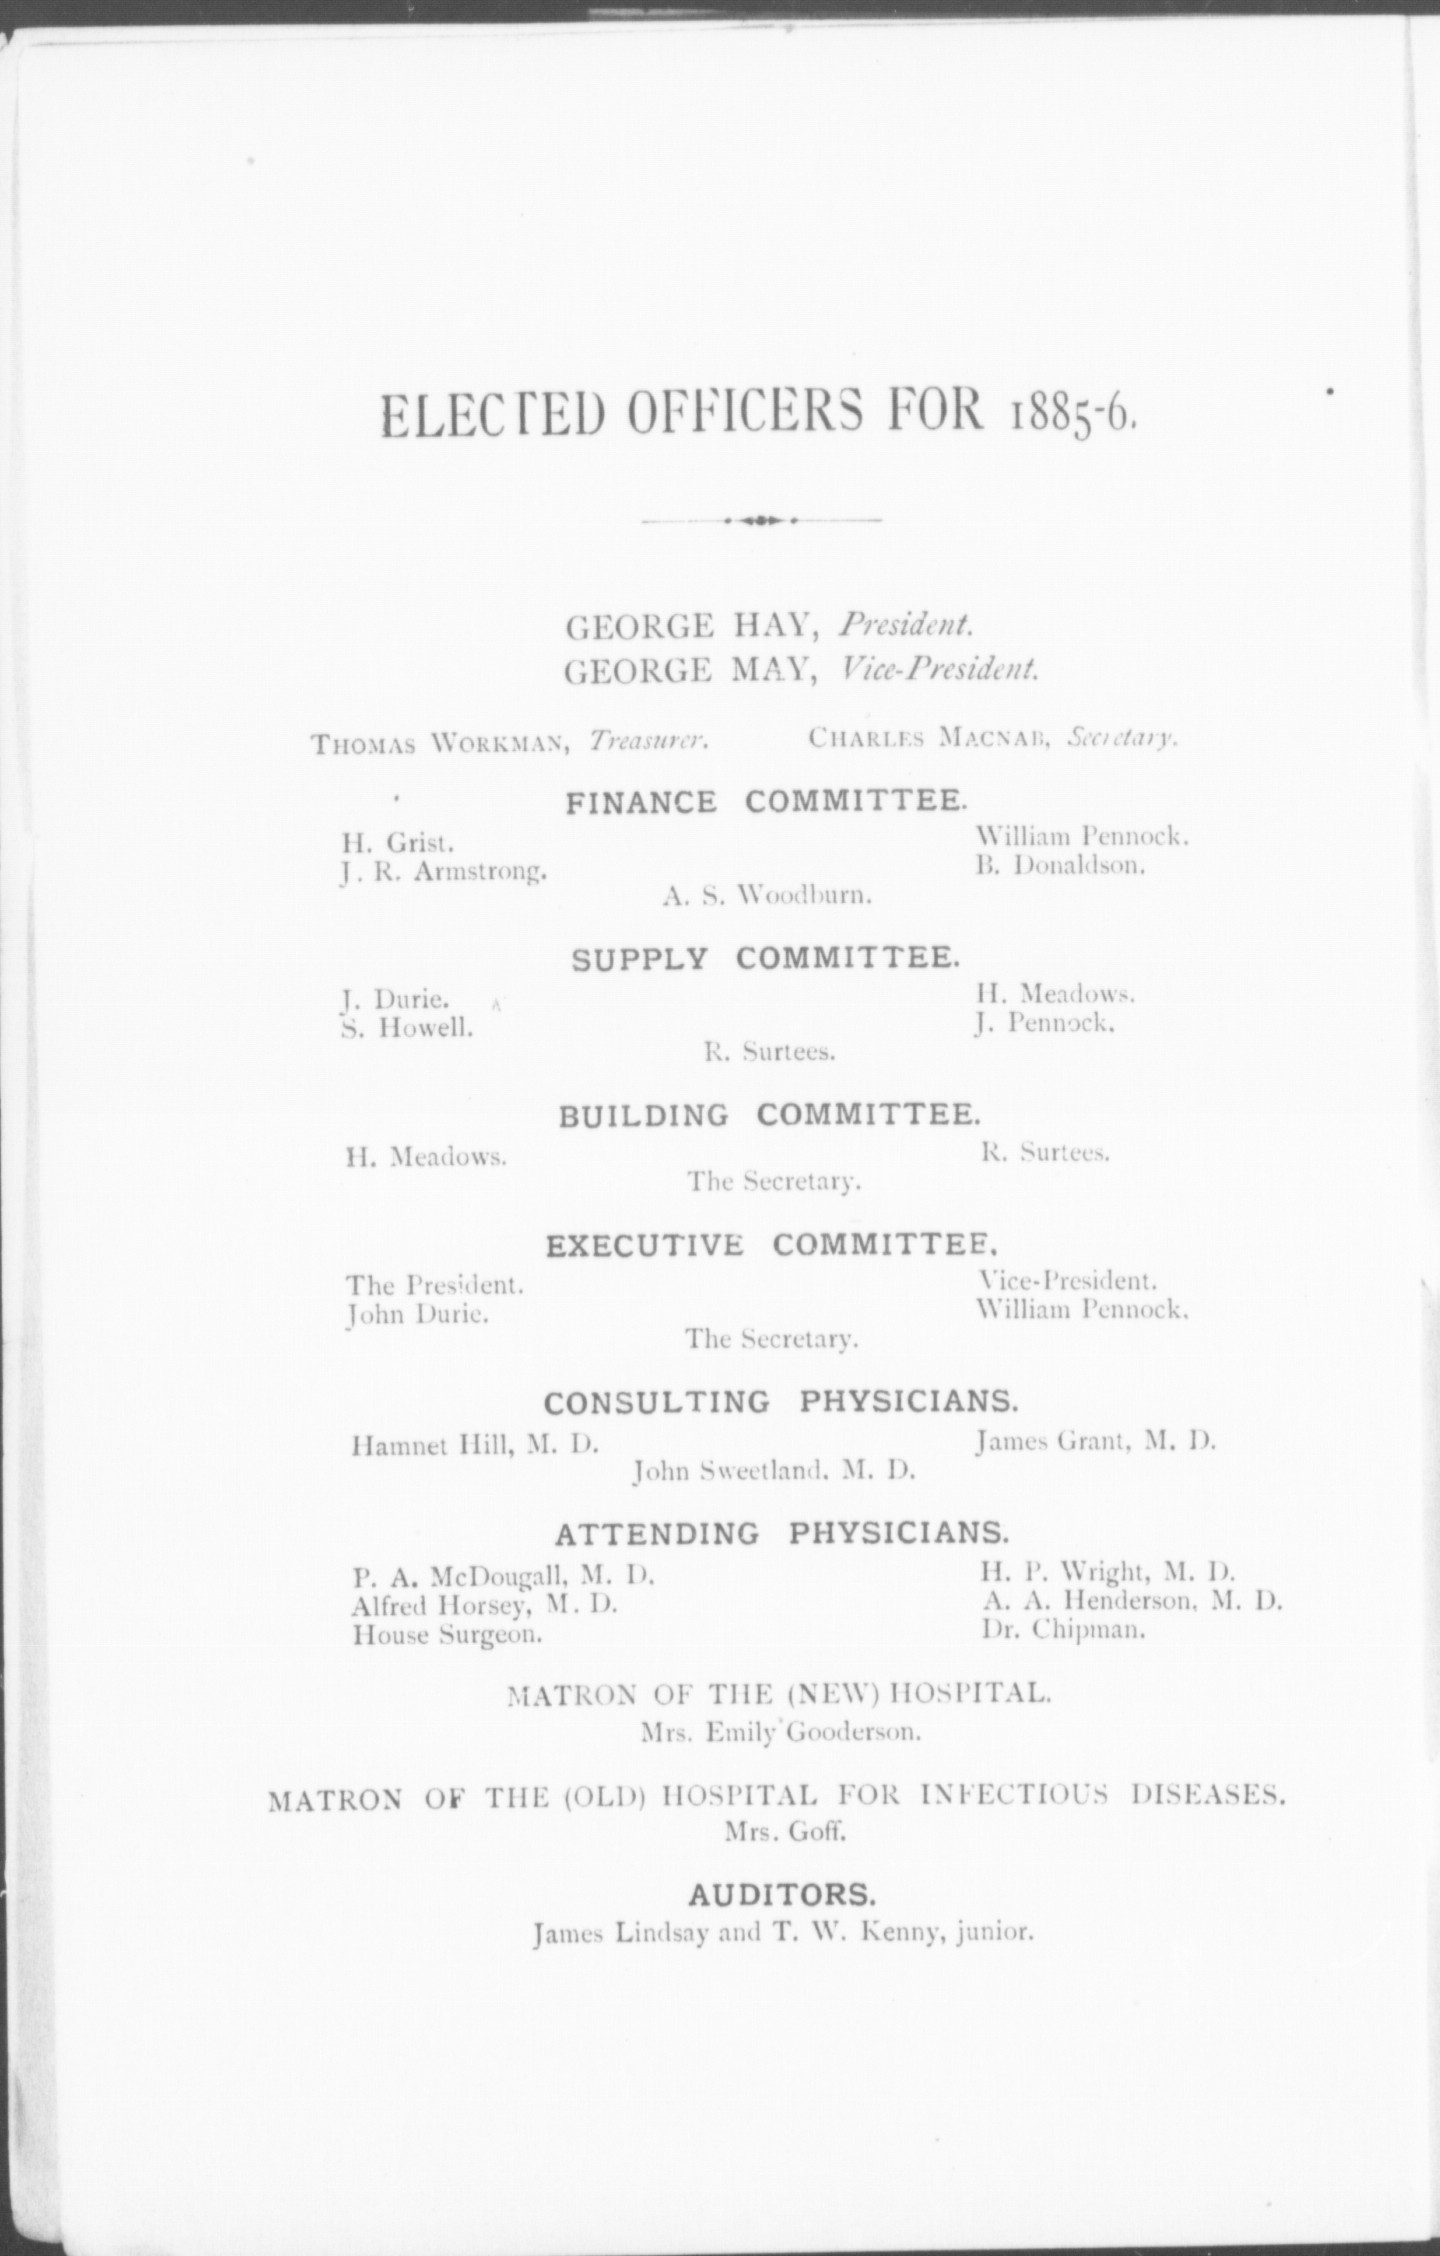 ELECTED OFFICERS FOR 1885-6.
GEORGE HAY, President.
GEORGE MAY, Vice-President.
THOMAS WORKMAN, Treasurer. CHARLES MACNAB, Secretary.
FINANCE COMMITTEE.
H. Grist. William Pennock.
J. R. Armstrong. B. Donaldson.
A. S. Woodburn.
SUPPLY COMMITTEE.
J. Durie. H. Meadows.
S. Howell. J. Pennock.
R. Surtees.
BUILDING COMMITTEE.
H. Meadows. R. Surtees.
The Secretary.
EXECUTIVE COMMITTEE.
The President. Vice-President.
John Durie. William Pennock.
The Secretary.
CONSULTING PHYSICIANS.
Hamnet Hill, M. D. James Grant, M. D.
John Sweetland, M. D.
ATTENDING PHYSICIANS.
P. A. McDougall, M. D. H. P. Wright, M. D.
Alfred Horsey, M. D. A. A. Henderson, M. D.
House Surgeon. Dr. Chipman.
MATRON OF THE (NEW) HOSPITAL.
Mrs. Emily Gooderson.
MATRON OF THE (OLD) HOSPITAL FOR INFECTIOUS DISEASES.
Mrs. Goff.
AUDITORS.
James Lindsay and T. W. Kenny, junior.